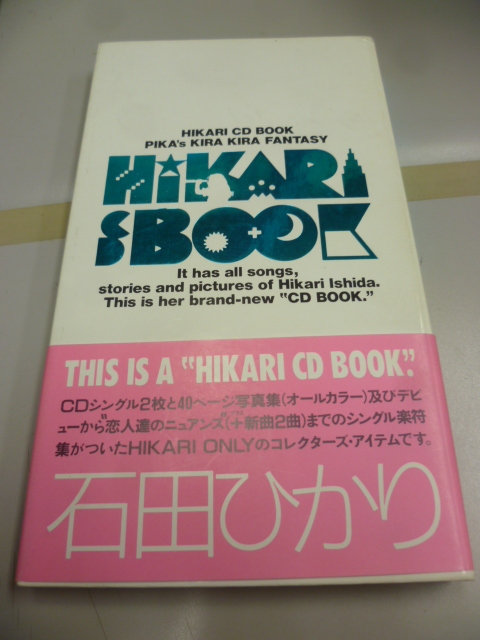 HIKARI CD BOOK
PIKA's KIRA KIRA FANTASY
HiKARI
SBOOK
It has all songs,
stories and pictures of Hikari Ishida.
This is her brand-new "CD BOOK."
THIS IS A "HIKARI CD BOOK".
CDシングル2枚と40ページ写真集(オールカラー)及びデビ
ューから恋人達のニュアンス(+新曲2曲)までのシングル楽符
集がついたHIKARI ONLYのコレクターズ・アイテムです。
石田ひかり